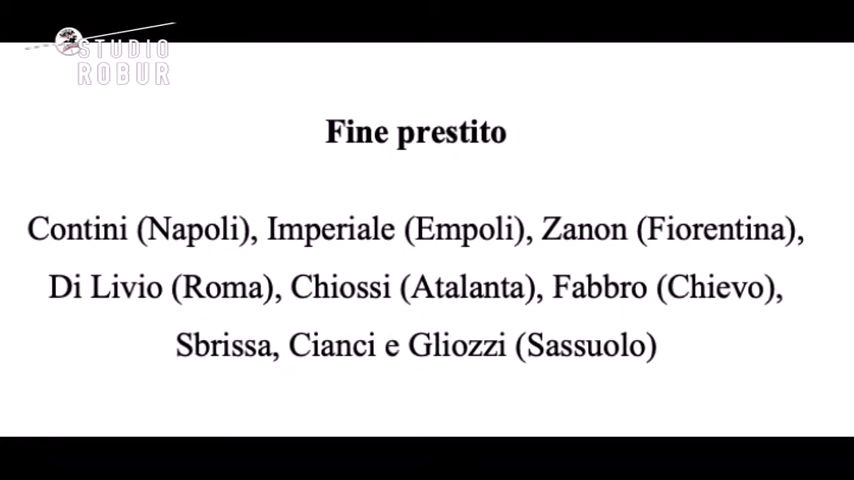 STUDIO
ROBUR
Fine prestito
Contini (Napoli), Imperiale (Empoli), Zanon (Fiorentina),
Di Livio (Roma), Chiossi (Atalanta), Fabbro (Chievo),
Sbrissa, Cianci e Gliozzi (Sassuolo)